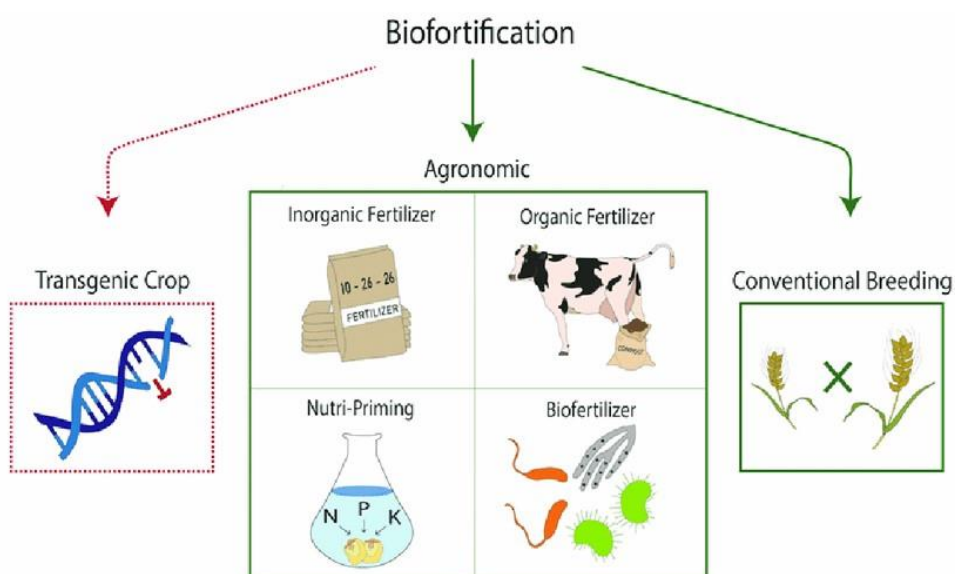 Biofortification
Agronomic
Inorganic Fertilizer
Organic Fertilizer
10 - 26 - 26
FERTILIZER
COMPOST
Transgenic Crop
Conventional Breeding
Nutri-Priming
Biofertilizer
N P K